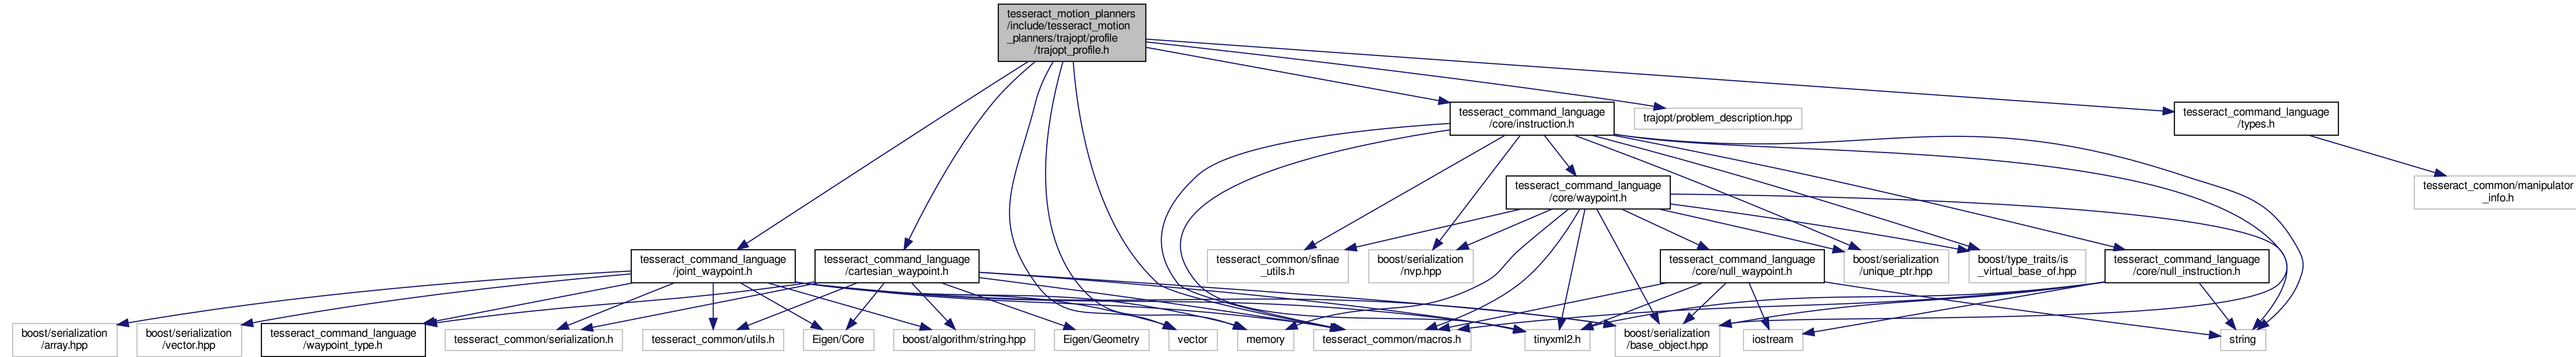 tesseract_motion_planners
/include/tesseract_motion
_planners/trajopt/profile
/trajopt_profile.h
tesseract_command_language
/core/instruction.h
trajopt/problem_description.hpp
tesseract_command_language
/types.h
tesseract_command_language
/core/waypoint.h
tesseract_common/manipulator
_info.h
tesseract_command_language
/joint_waypoint.h
tesseract_command_language
/cartesian_waypoint.h
tesseract_common/sfinae
_utils.h
boost/serialization
/nvp.hpp
tesseract_command_language
/core/null_waypoint.h
boost/serialization
/unique_ptr.hpp
boost/type_traits/is
_virtual_base_of.hpp
tesseract_command_language
/core/null_instruction.h
boost/serialization
/array.hpp
boost/serialization
/vector.hpp
tesseract_command_language
/waypoint_type.h
tesseract_common/serialization.h
tesseract_common/utils.h
Eigen/Core
boost/algorithm/string.hpp
Eigen/Geometry
vector
memory
tesseract_common/macros.h
tinyxml2.h
boost/serialization
/base_object.hpp
iostream
string